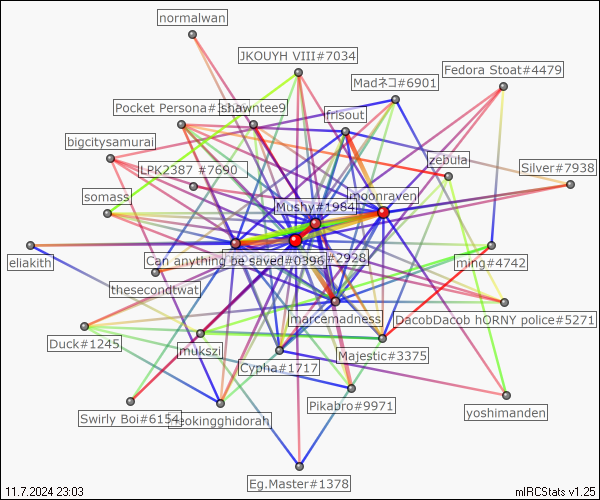 normalwan
JKOUYH VIII#7034
Fedora Stoat#4479
Madネコ#6901
Pocket Persona#
shawntee9
frisout
bigcitysamurai
zebula
LPK2387 #7690
Silver#7938
moonraven
somass
Mushy#1984
eliakith
Can anything be saved#0396
#2928
ming#4742
thesecondtwat
marcemadness
DacobDacob hORNY police#5271
Duck#1245
mukszi
Majestic#3375
Cypha#1717
Pikabro#9971
yoshimanden
Swirly Boi#6154
eokingghidorah
Eg.Master#1378
11.7.2024 23:03
mIRCStats v1.25